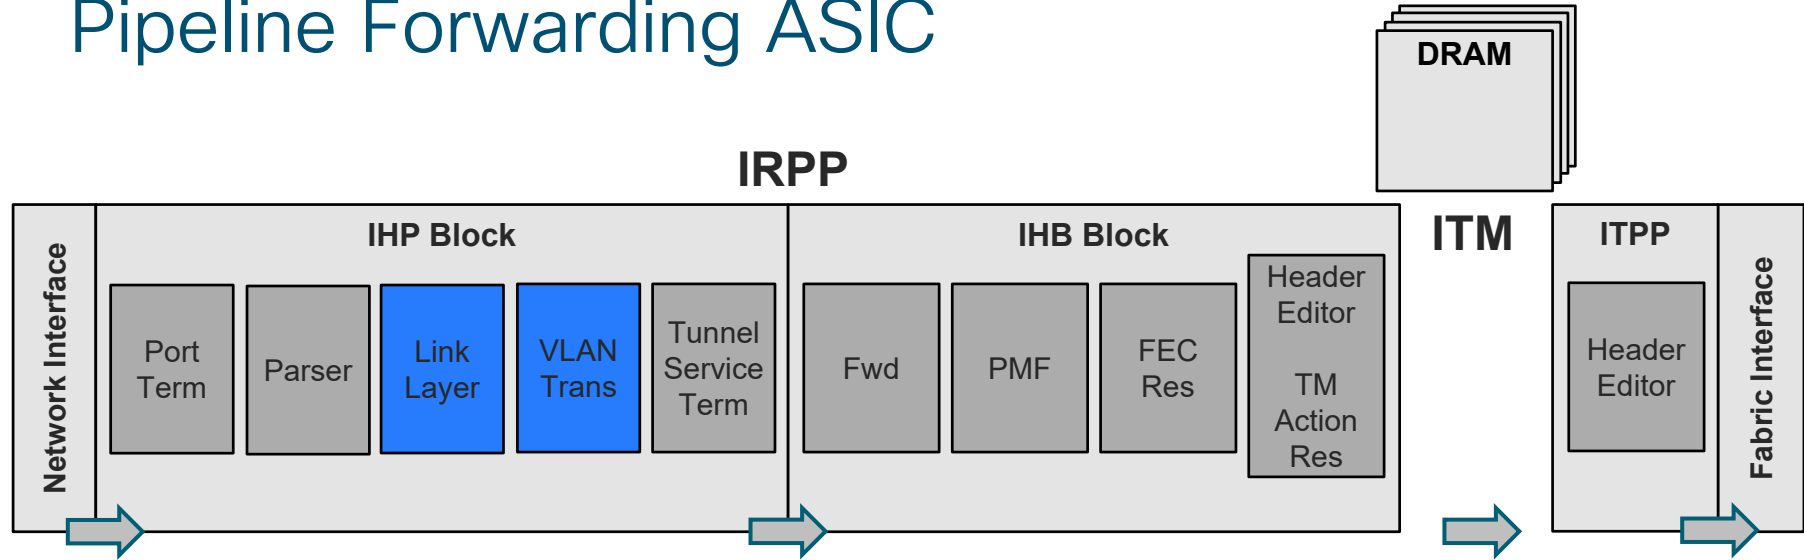 Pipeline Forwarding ASIC
DRAM
IRPP
Network Interface
IHP Block
Port
Term
Parser
Link
Layer
VLAN
Trans
Tunnel
Service
Term
IHB Block
Fwd
PMF
FEC
Res
Header
Editor
TM
Action
Res
ITM
ITPP
Header
Editor
Fabric Interface